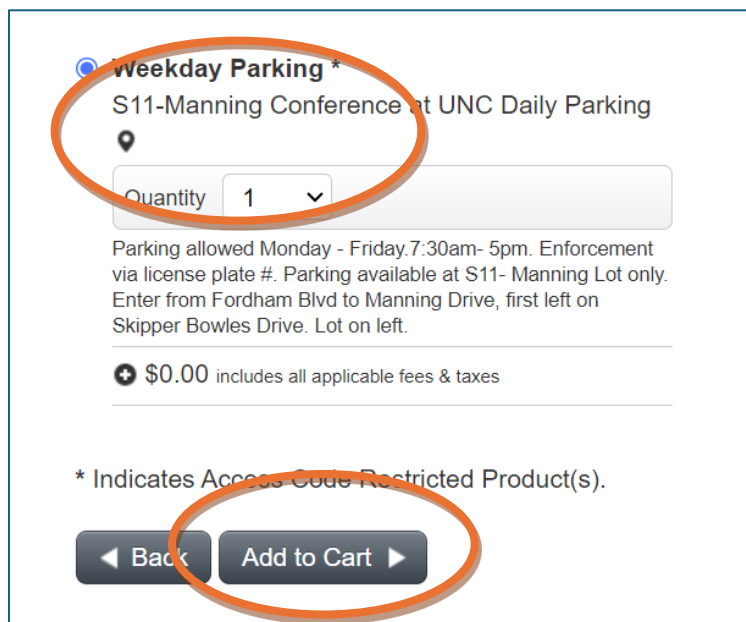 Weekday Parking *
S11-Manning Conference at UNC Daily Parking
Quantity 1
Parking allowed Monday - Friday.7:30am- 5pm. Enforcement
via license plate #. Parking available at S11- Manning Lot only.
Enter from Fordham Blvd to Manning Drive, first left on
Skipper Bowles Drive. Lot on left.
$0.00 includes all applicable fees & taxes
* Indicates Access Code Restricted Product(s).
Back Add to Cart